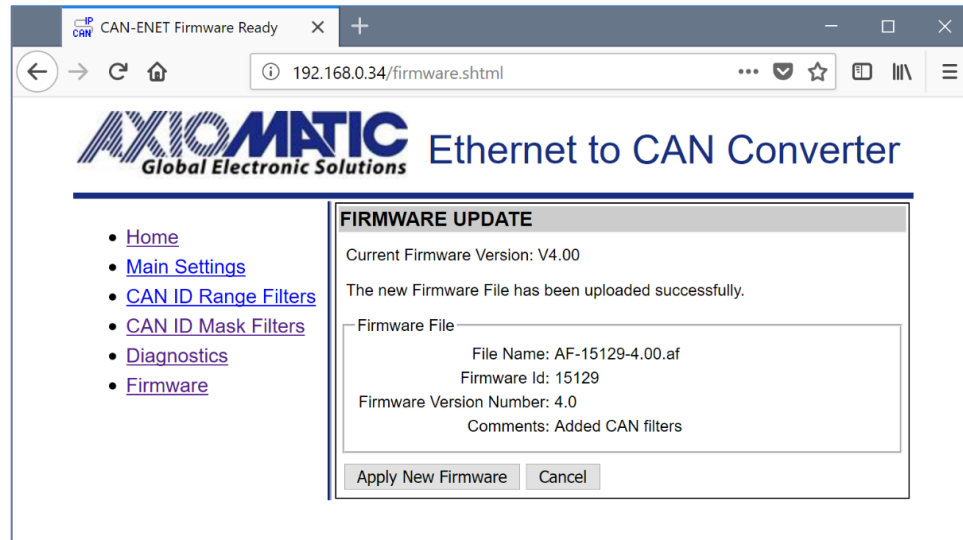 IP
CAN
CAN-ENET Firmware Ready
192.168.0.34/firmware.shtml
AXIOMATIC
Global Electronic Solutions
Ethernet to CAN Converter
Home
Main Settings
CAN ID Range Filters
CAN ID Mask Filters
Diagnostics
Firmware
FIRMWARE UPDATE
Current Firmware Version: V4.00
The new Firmware File has been uploaded successfully.
Firmware File
File Name: AF-15129-4.00.af
Firmware Id: 15129
Firmware Version Number: 4.0
Comments: Added CAN filters
Apply New Firmware Cancel